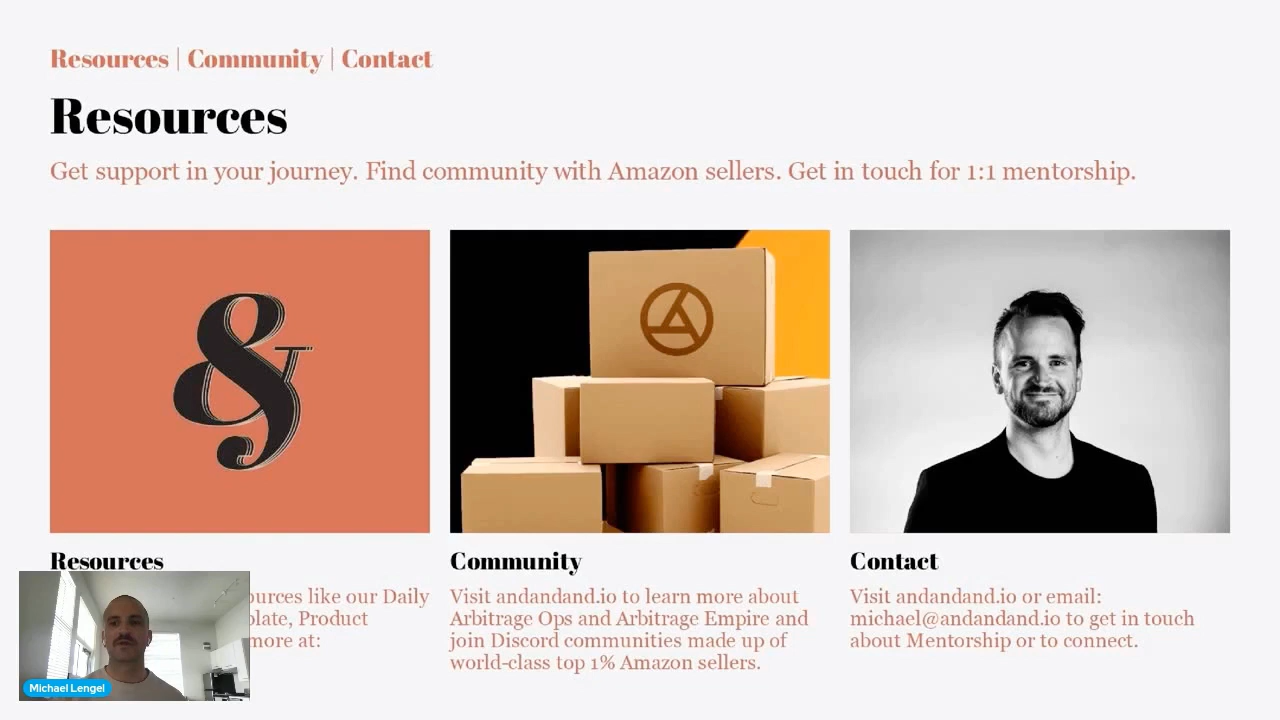 Resources | Community | Contact
Resources
Get support in your journey. Find community with Amazon sellers. Get in touch for 1:1 mentorship.
&
Resources
like our Daily
Product
more at:
Community
Visit andandand.io to learn more about
Arbitrage Ops and Arbitrage Empire and
join Discord communities made up of
world-class top 1% Amazon sellers.
Contact
Visit andandand.io or email:
michael@andandand.io to get in touch
about Mentorship or to connect.
Michael Lengel